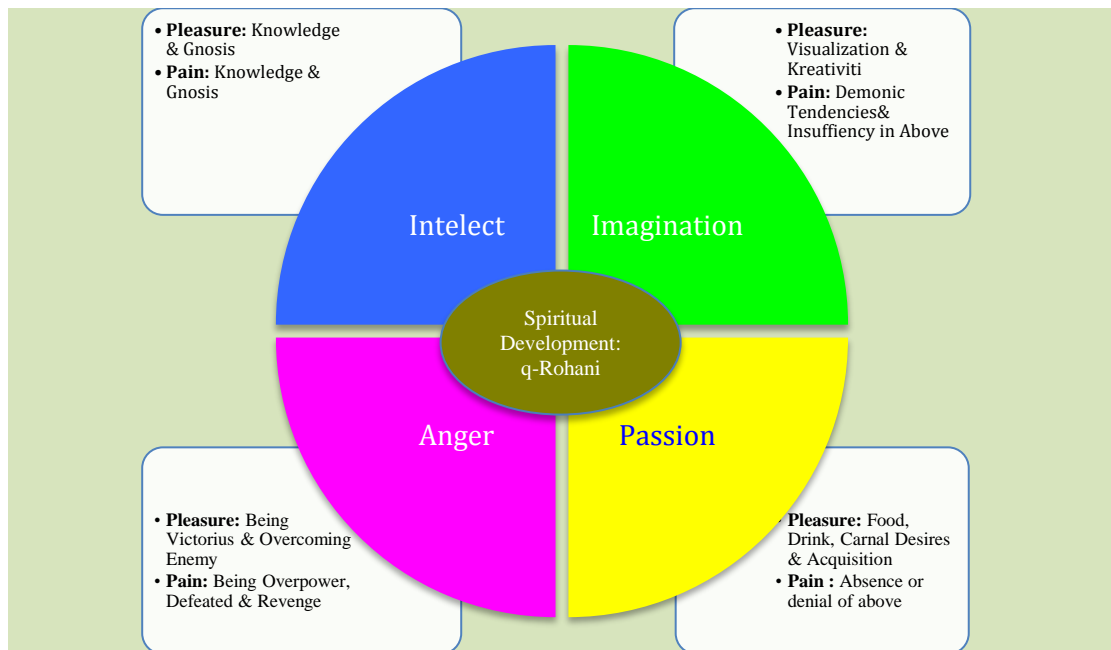 • Pleasure: Knowledge
& Gnosis
• Pain: Knowledge &
Gnosis
• Pleasure:
Visualization &
Kreativiti
• Pain: Demonic
Tendencies&
Insuffiency in Above
Intelect
Imagination
Spiritual
Development:
q-Rohani
Anger
Passion
• Pleasure: Being
Victorius & Overcoming
Enemy
• Pain: Being Overpower,
Defeated & Revenge
• Pleasure: Food,
Drink, Carnal Desires
& Acquisition
• Pain : Absence or
denial of above